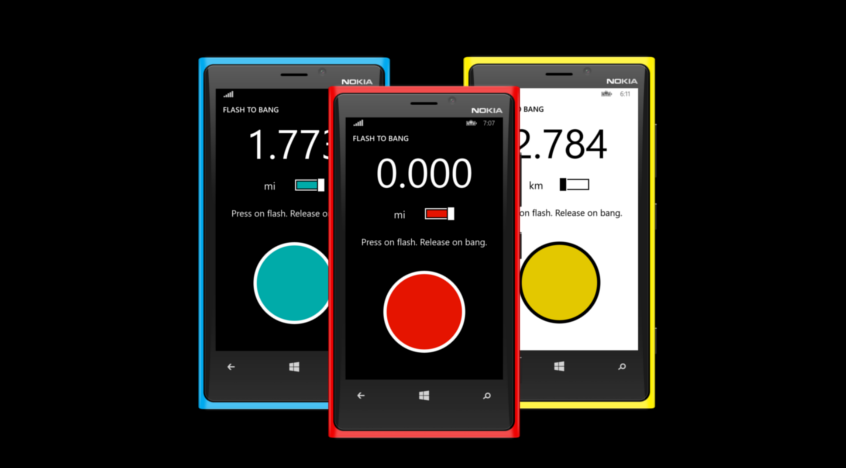 NOKIA
FLASH TO BANG
1.773
mi
Press on flash. Release o
NOKIA
7:07
FLASH TO BANG
0.000
mi
Press on flash. Release on bang.
NOKIA
6:11
O BANG
2.784
km
on flash. Release on bang.